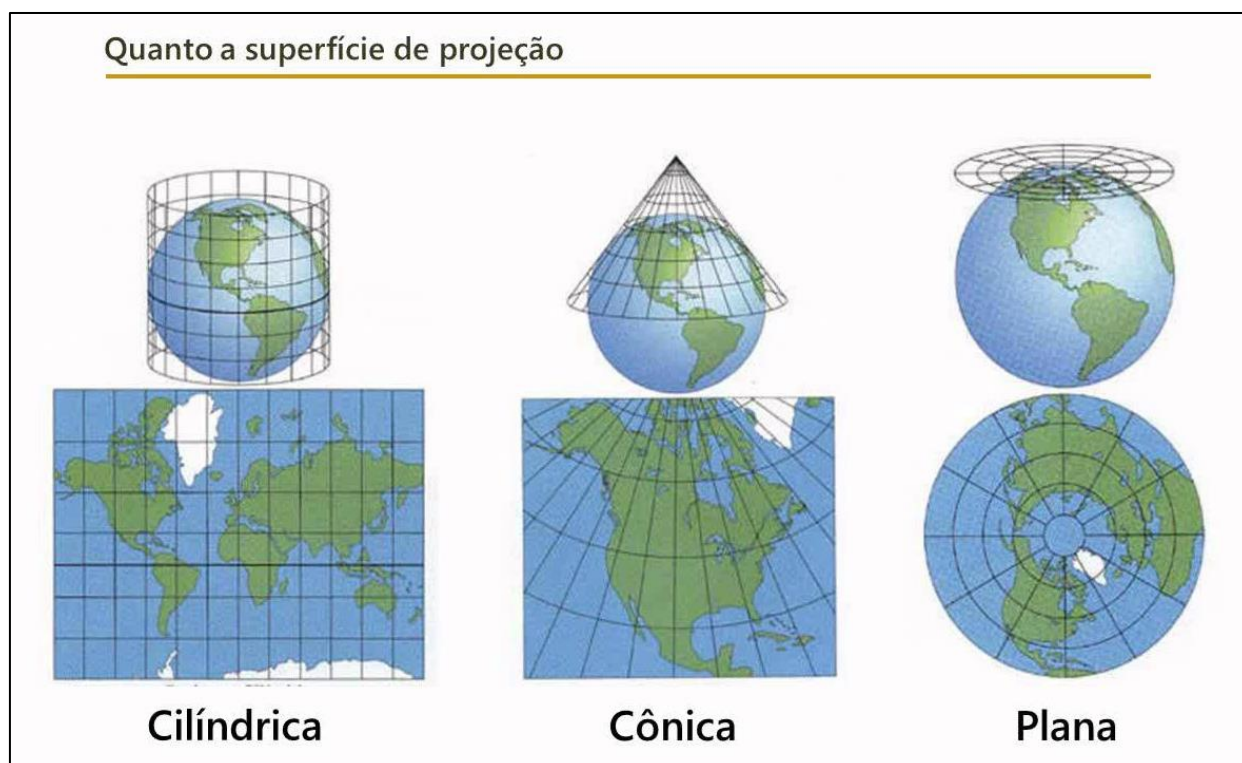 Quanto a superfície de projeção
Cilíndrica
Cônica
Plana